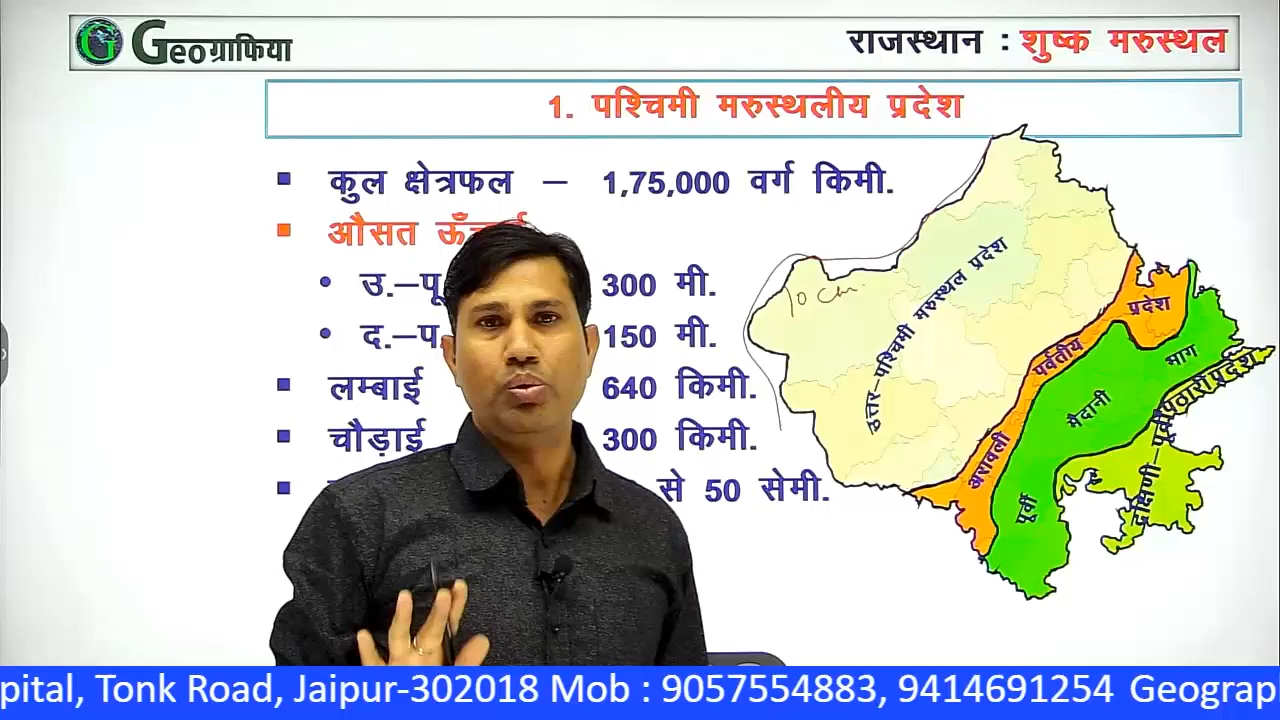 Geoग्राफिया
राजस्थान : शुष्क मरुस्थल
1. पश्चिमी मरुस्थलीय प्रदेश
कुल क्षेत्रफल – 1,75,000 वर्ग किमी.
औसत
उ.–पू. 300 मी.
द.–प. 150 मी.
लम्बाई 640 किमी.
चौड़ाई 300 किमी.
से 50 सेमी.
10 cm.
उत्तर–पश्चिमी मरुस्थल प्रदेश
अरावली पर्वतीय प्रदेश
पूर्वी मैदानी भाग
दक्षिणी–पूर्वी पठारी प्रदेश
pital, Tonk Road, Jaipur-302018 Mob : 9057554883, 9414691254 Geograp